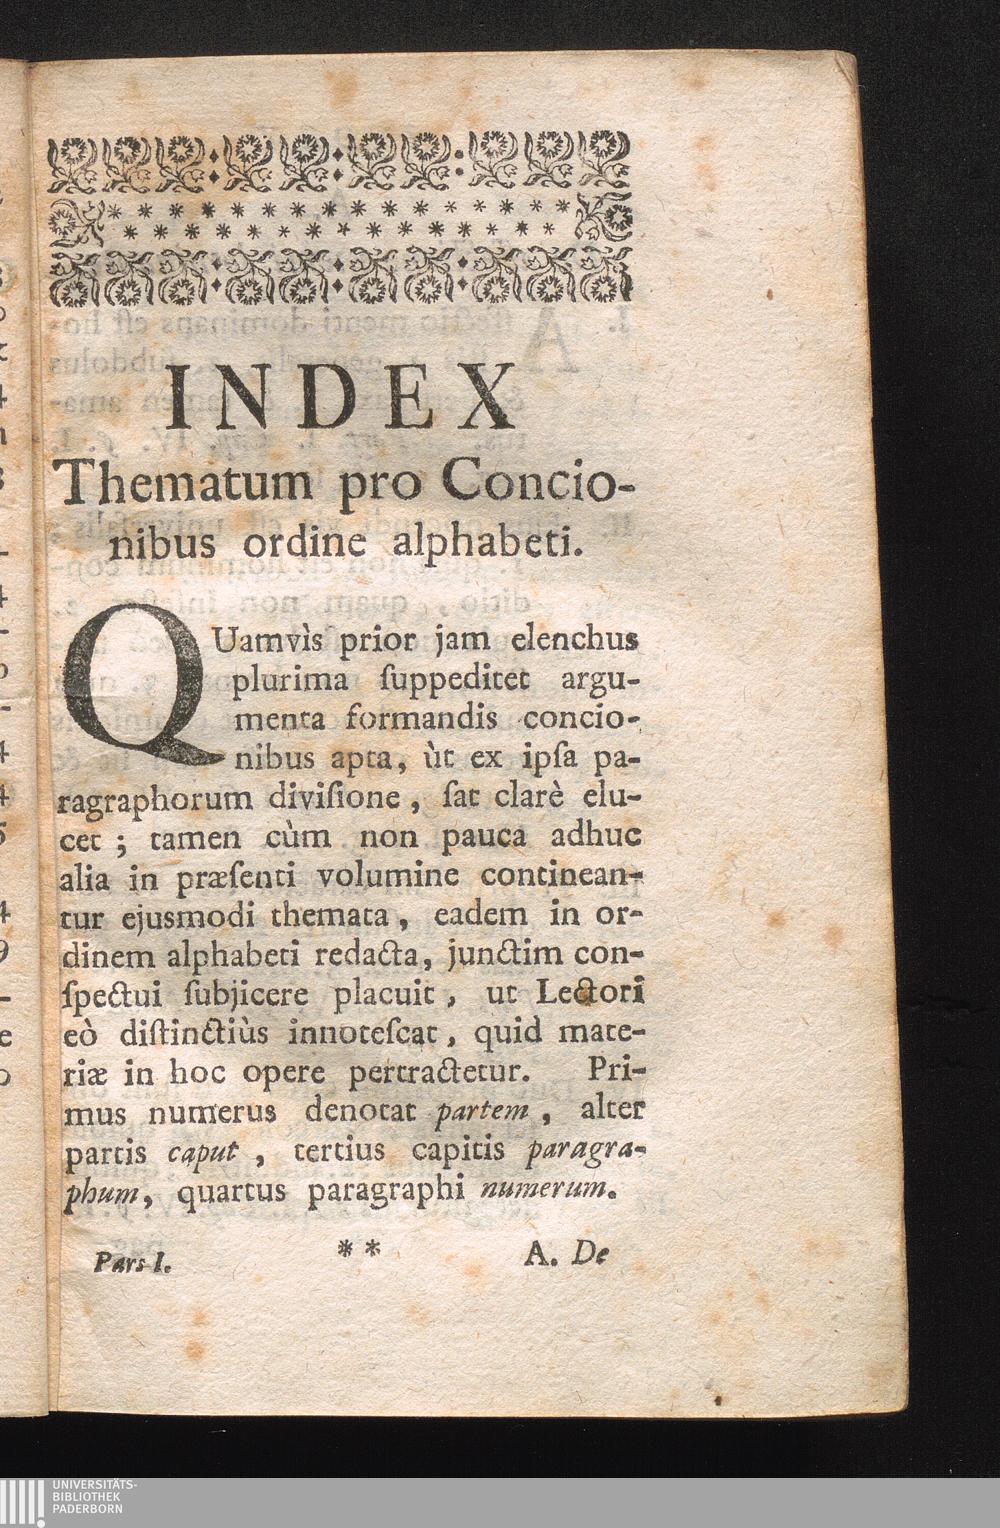 INDEX
Thematum pro Concio-
nibus ordine alphabeti.
QUamvìs prior jam elenchus
plurima ſuppeditet argu-
menta formandis concio-
nibus apta, ùt ex ipſa pa-
ragraphorum diviſione, ſat clarè elu-
cet; tamen cùm non pauca adhuc
alia in præſenti volumine continean-
tur ejusmodi themata, eadem in or-
dinem alphabeti redacta, junctim con-
ſpectui ſubjicere placuit, ut Lectori
eò diſtinctiùs innoteſcat, quid mate-
riæ in hoc opere pertractetur. Pri-
mus numerus denotat partem, alter
partis caput, tertius capitis paragra-
phum, quartus paragraphi numerum.
Pars I. ** A. De
UNIVERSITÄTS-
BIBLIOTHEK
PADERBORN